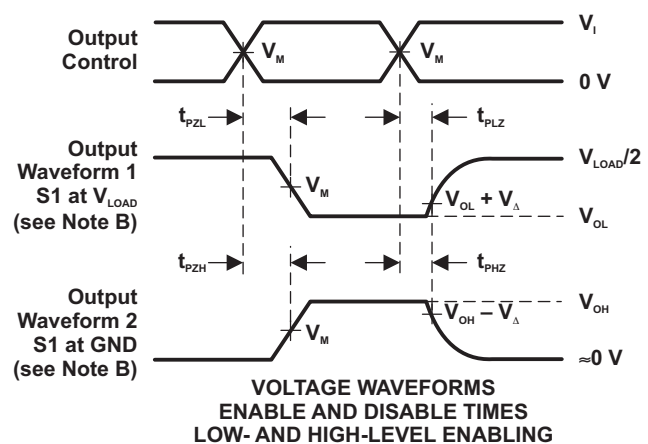 Output
Control
V_M
V_M
V_I
0 V
t_PZL
t_PLZ
Output
Waveform 1
S1 at V_LOAD
(see Note B)
V_M
V_OL + V_Δ
V_LOAD/2
V_OL
t_PZH
t_PHZ
Output
Waveform 2
S1 at GND
(see Note B)
V_M
V_OH – V_Δ
V_OH
≈0 V
VOLTAGE WAVEFORMS
ENABLE AND DISABLE TIMES
LOW- AND HIGH-LEVEL ENABLING